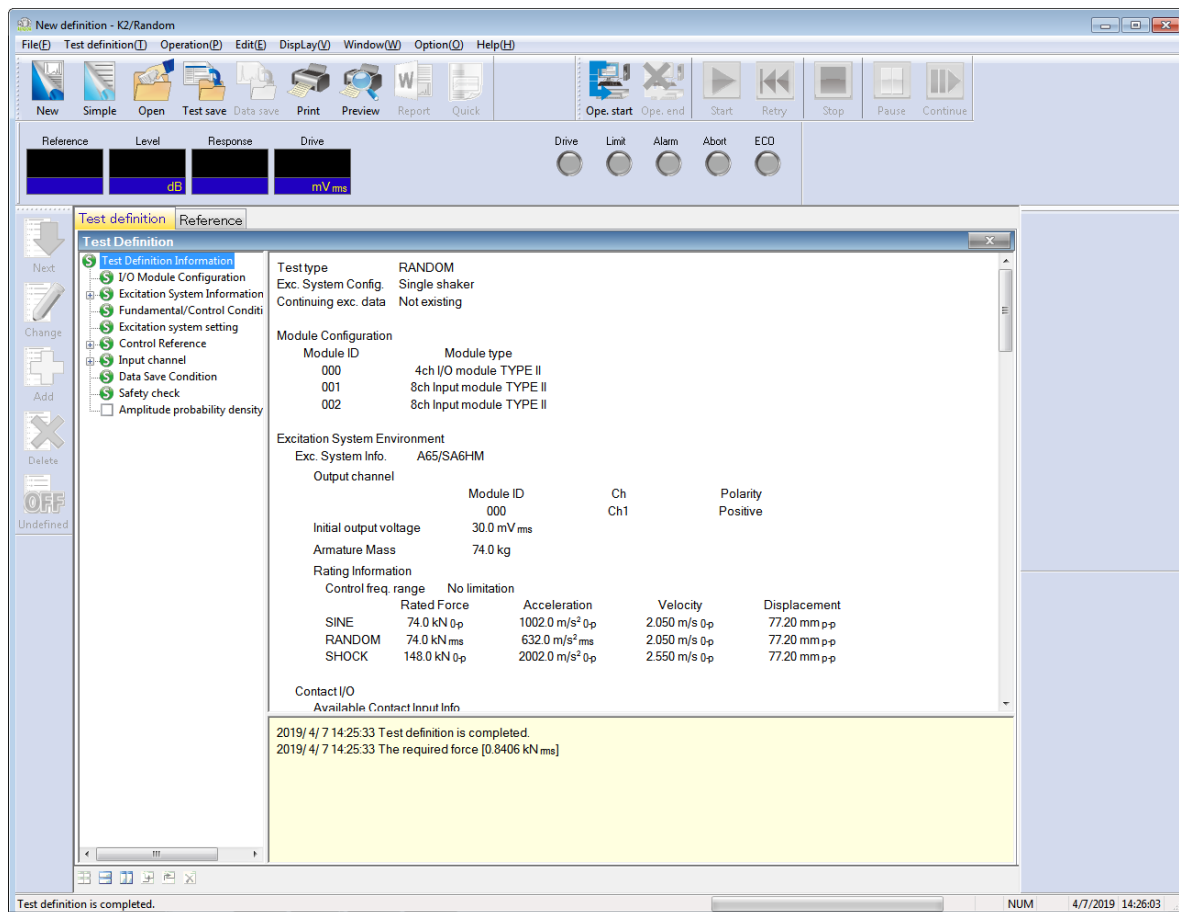 New definition - K2/Random
File(F) Test definition(T) Operation(P) Edit(E) DispLay(V) Window(W) Option(O) Help(H)
New Simple Open Test save Data save Print Preview Report Quick Ope. start Ope. end Start Retry Stop Pause Continue
Reference Level Response Drive Drive Limit Alarm Abort ECO
dB mV rms
Next
Change
Add
Delete
OFF
Undefined
Test definition Reference
Test Definition
Test Definition Information
I/O Module Configuration
Excitation System Information
Fundamental/Control Conditi
Excitation system setting
Control Reference
Input channel
Data Save Condition
Safety check
Amplitude probability density
Test type RANDOM
Exc. System Config. Single shaker
Continuing exc. data Not existing
Module Configuration
Module ID Module type
000 4ch I/O module TYPE II
001 8ch Input module TYPE II
002 8ch Input module TYPE II
Excitation System Environment
Exc. System Info. A65/SA6HM
Output channel
Module ID Ch Polarity
000 Ch1 Positive
Initial output voltage 30.0 mV rms
Armature Mass 74.0 kg
Rating Information
Control freq. range No limitation
Rated Force Acceleration Velocity Displacement
SINE 74.0 kN 0-p 1002.0 m/s² 0-p 2.050 m/s 0-p 77.20 mm p-p
RANDOM 74.0 kN rms 632.0 m/s² rms 2.050 m/s 0-p 77.20 mm p-p
SHOCK 148.0 kN 0-p 2002.0 m/s² 0-p 2.550 m/s 0-p 77.20 mm p-p
Contact I/O
Available Contact Input Info
2019/ 4/ 7 14:25:33 Test definition is completed.
2019/ 4/ 7 14:25:33 The required force [0.8406 kN rms]
Test definition is completed. NUM 4/7/2019 14:26:03